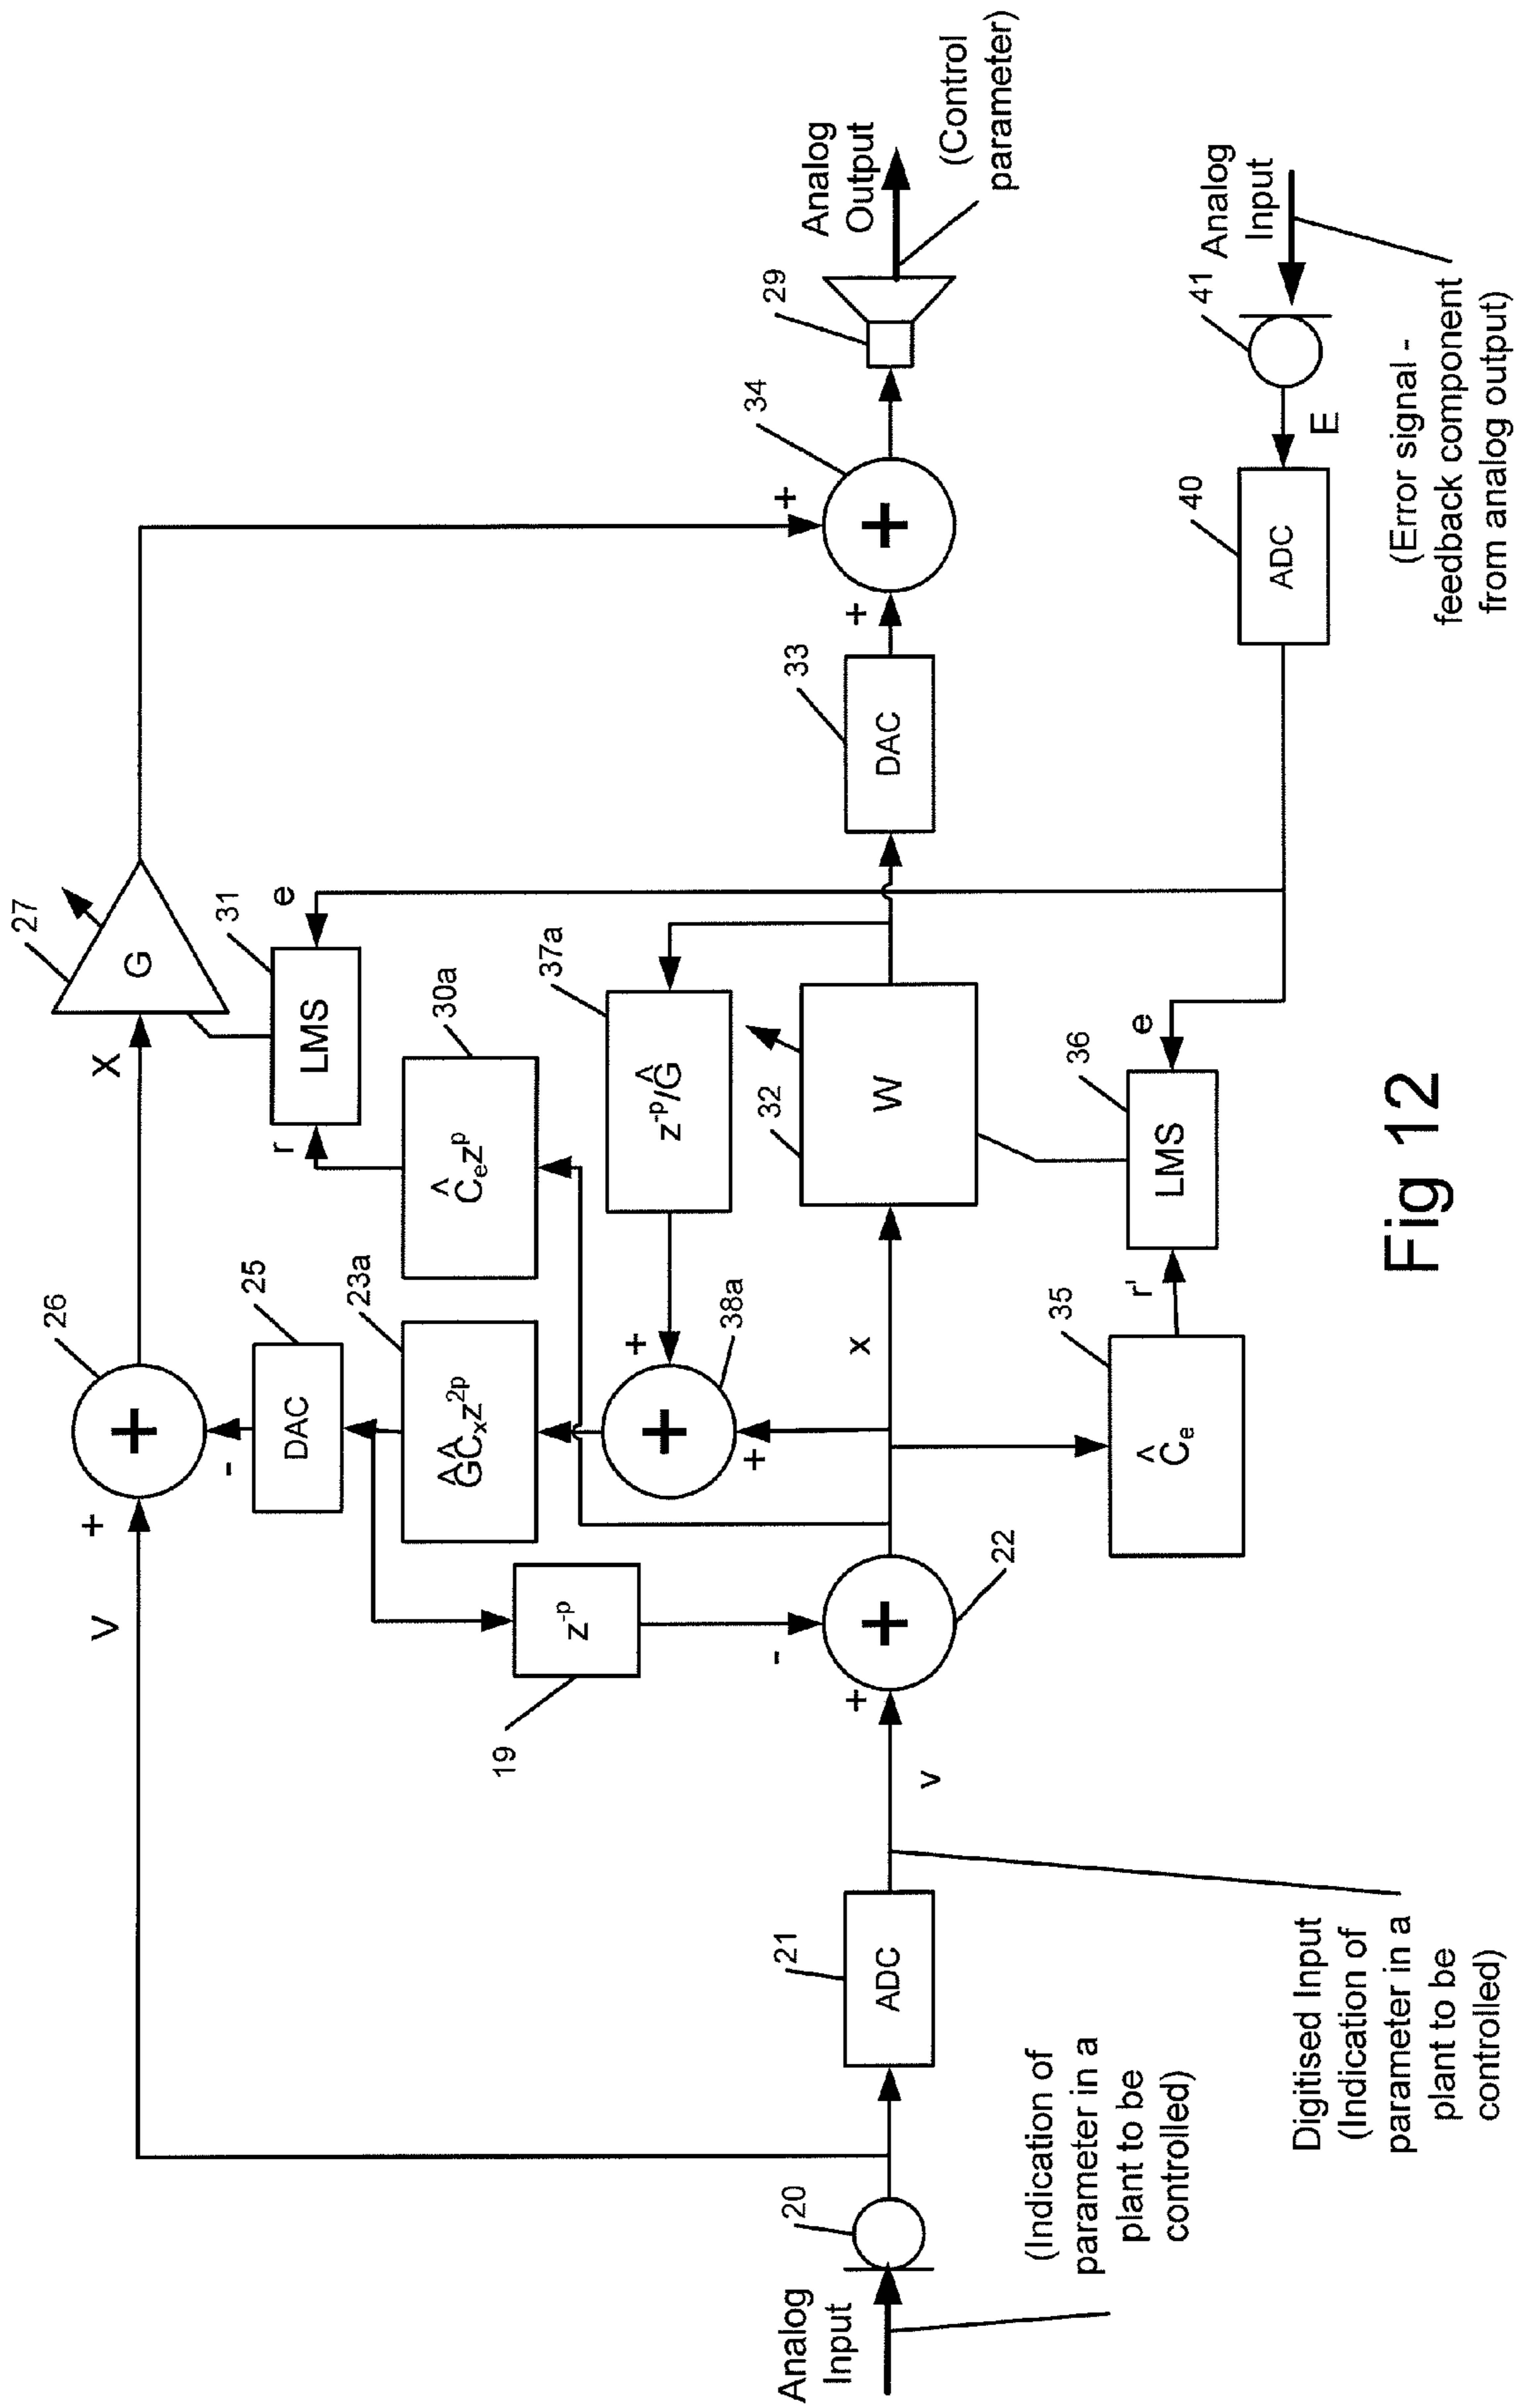 27
G
26
X
31
e
V
+
LMS
25
-
DAC
r
30a
Ĉₑzᵖ
23a
ĜĈₓz²ᵖ
37a
z⁻ᵖ/Ĝ
+
38a
+
+
19
z⁻ᵖ
-
34
+
+
+
29
Analog
Output
(Control
parameter)
Analog
Input
20
21
ADC
v
+
+
22
x
32
W
33
DAC
35
Ĉₑ
r'
36
LMS
e
40
ADC
E
41
Analog
Input
(Error signal -
feedback component
from analog output)
(Indication of
parameter in a
plant to be
controlled)
Digitised Input
(Indication of
parameter in a
plant to be
controlled)
+
Fig 12